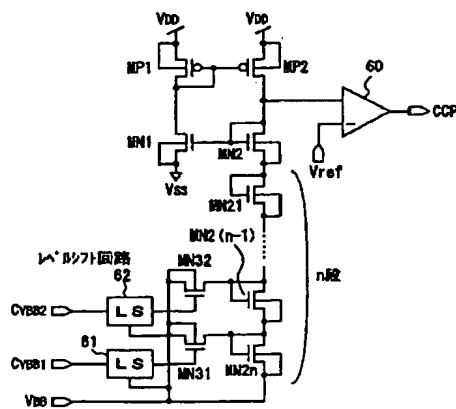 VDD VDD
MP1 MP2
60
CCP
MN1 MN2
Vref
VSS
MN21
MN2(n-1)
n段
レベルシフト回路
62
MN32
CVBB2
LS
61
CVBB1
LS
MN31 MN2n
VBB